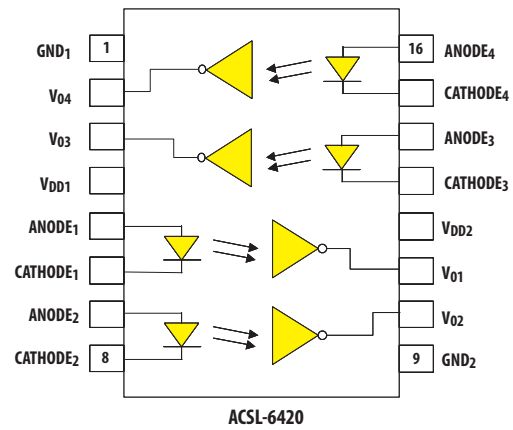 GND1 1 16 ANODE4
V04 CATHODE4
V03 ANODE3
VDD1 CATHODE3
ANODE1 VDD2
CATHODE1 V01
ANODE2 V02
CATHODE2 8 9 GND2
ACSL-6420